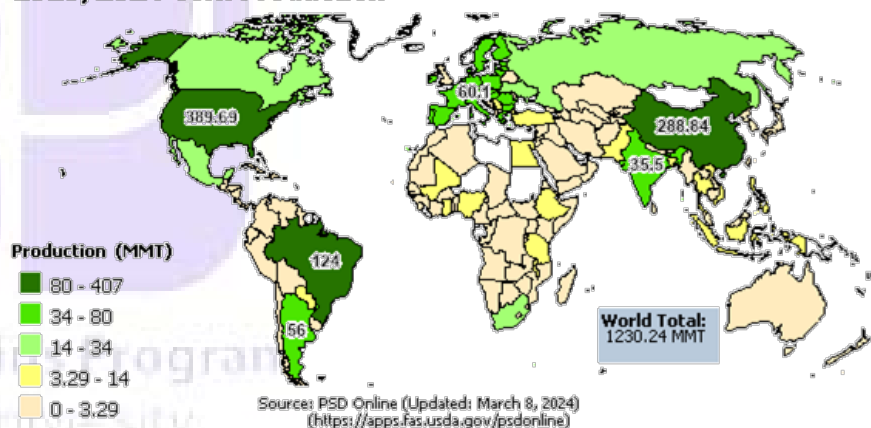 389.69
60.1
288.84
35.5
124
56
Production (MMT)
80 - 407
34 - 80
14 - 34
3.29 - 14
0 - 3.29
World Total:
1230.24 MMT
Source: PSD Online (Updated: March 8, 2024)
(https://apps.fas.usda.gov/psdonline)